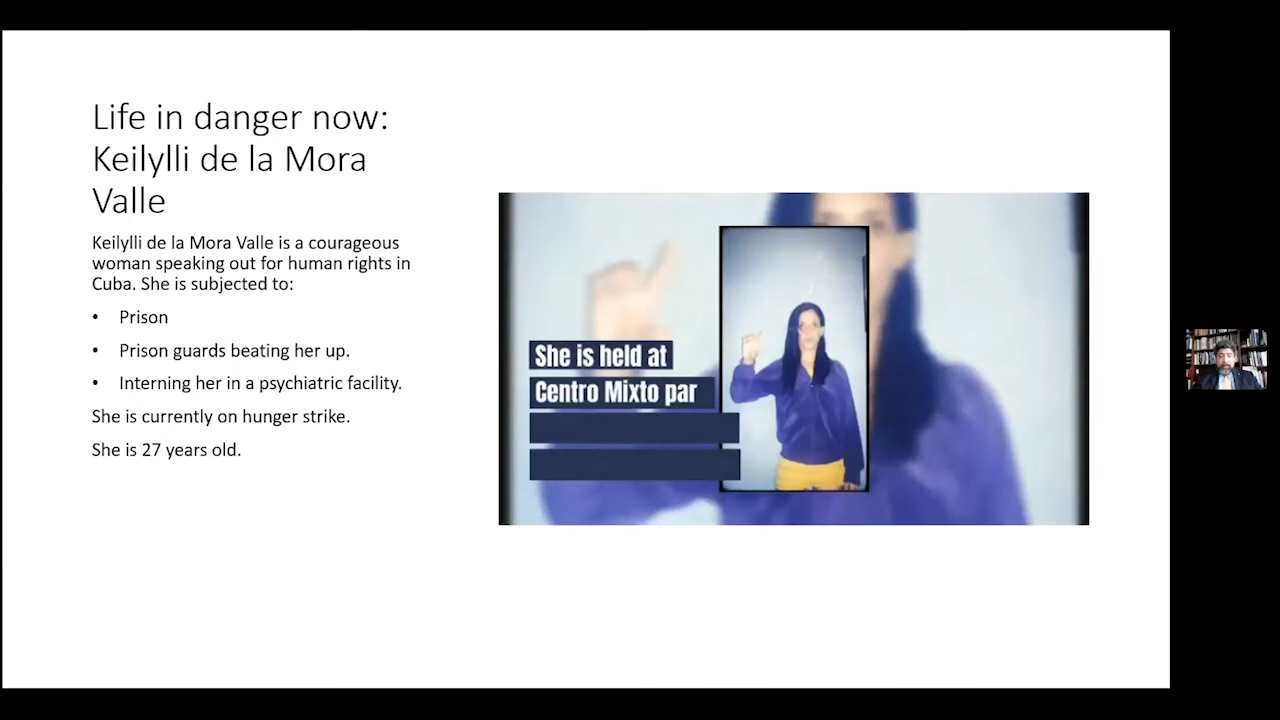 Life in danger now:
Keilylli de la Mora
Valle
Keilylli de la Mora Valle is a courageous
woman speaking out for human rights in
Cuba. She is subjected to:
• Prison
• Prison guards beating her up.
• Interning her in a psychiatric facility.
She is currently on hunger strike.
She is 27 years old.
She is held at
Centro Mixto par